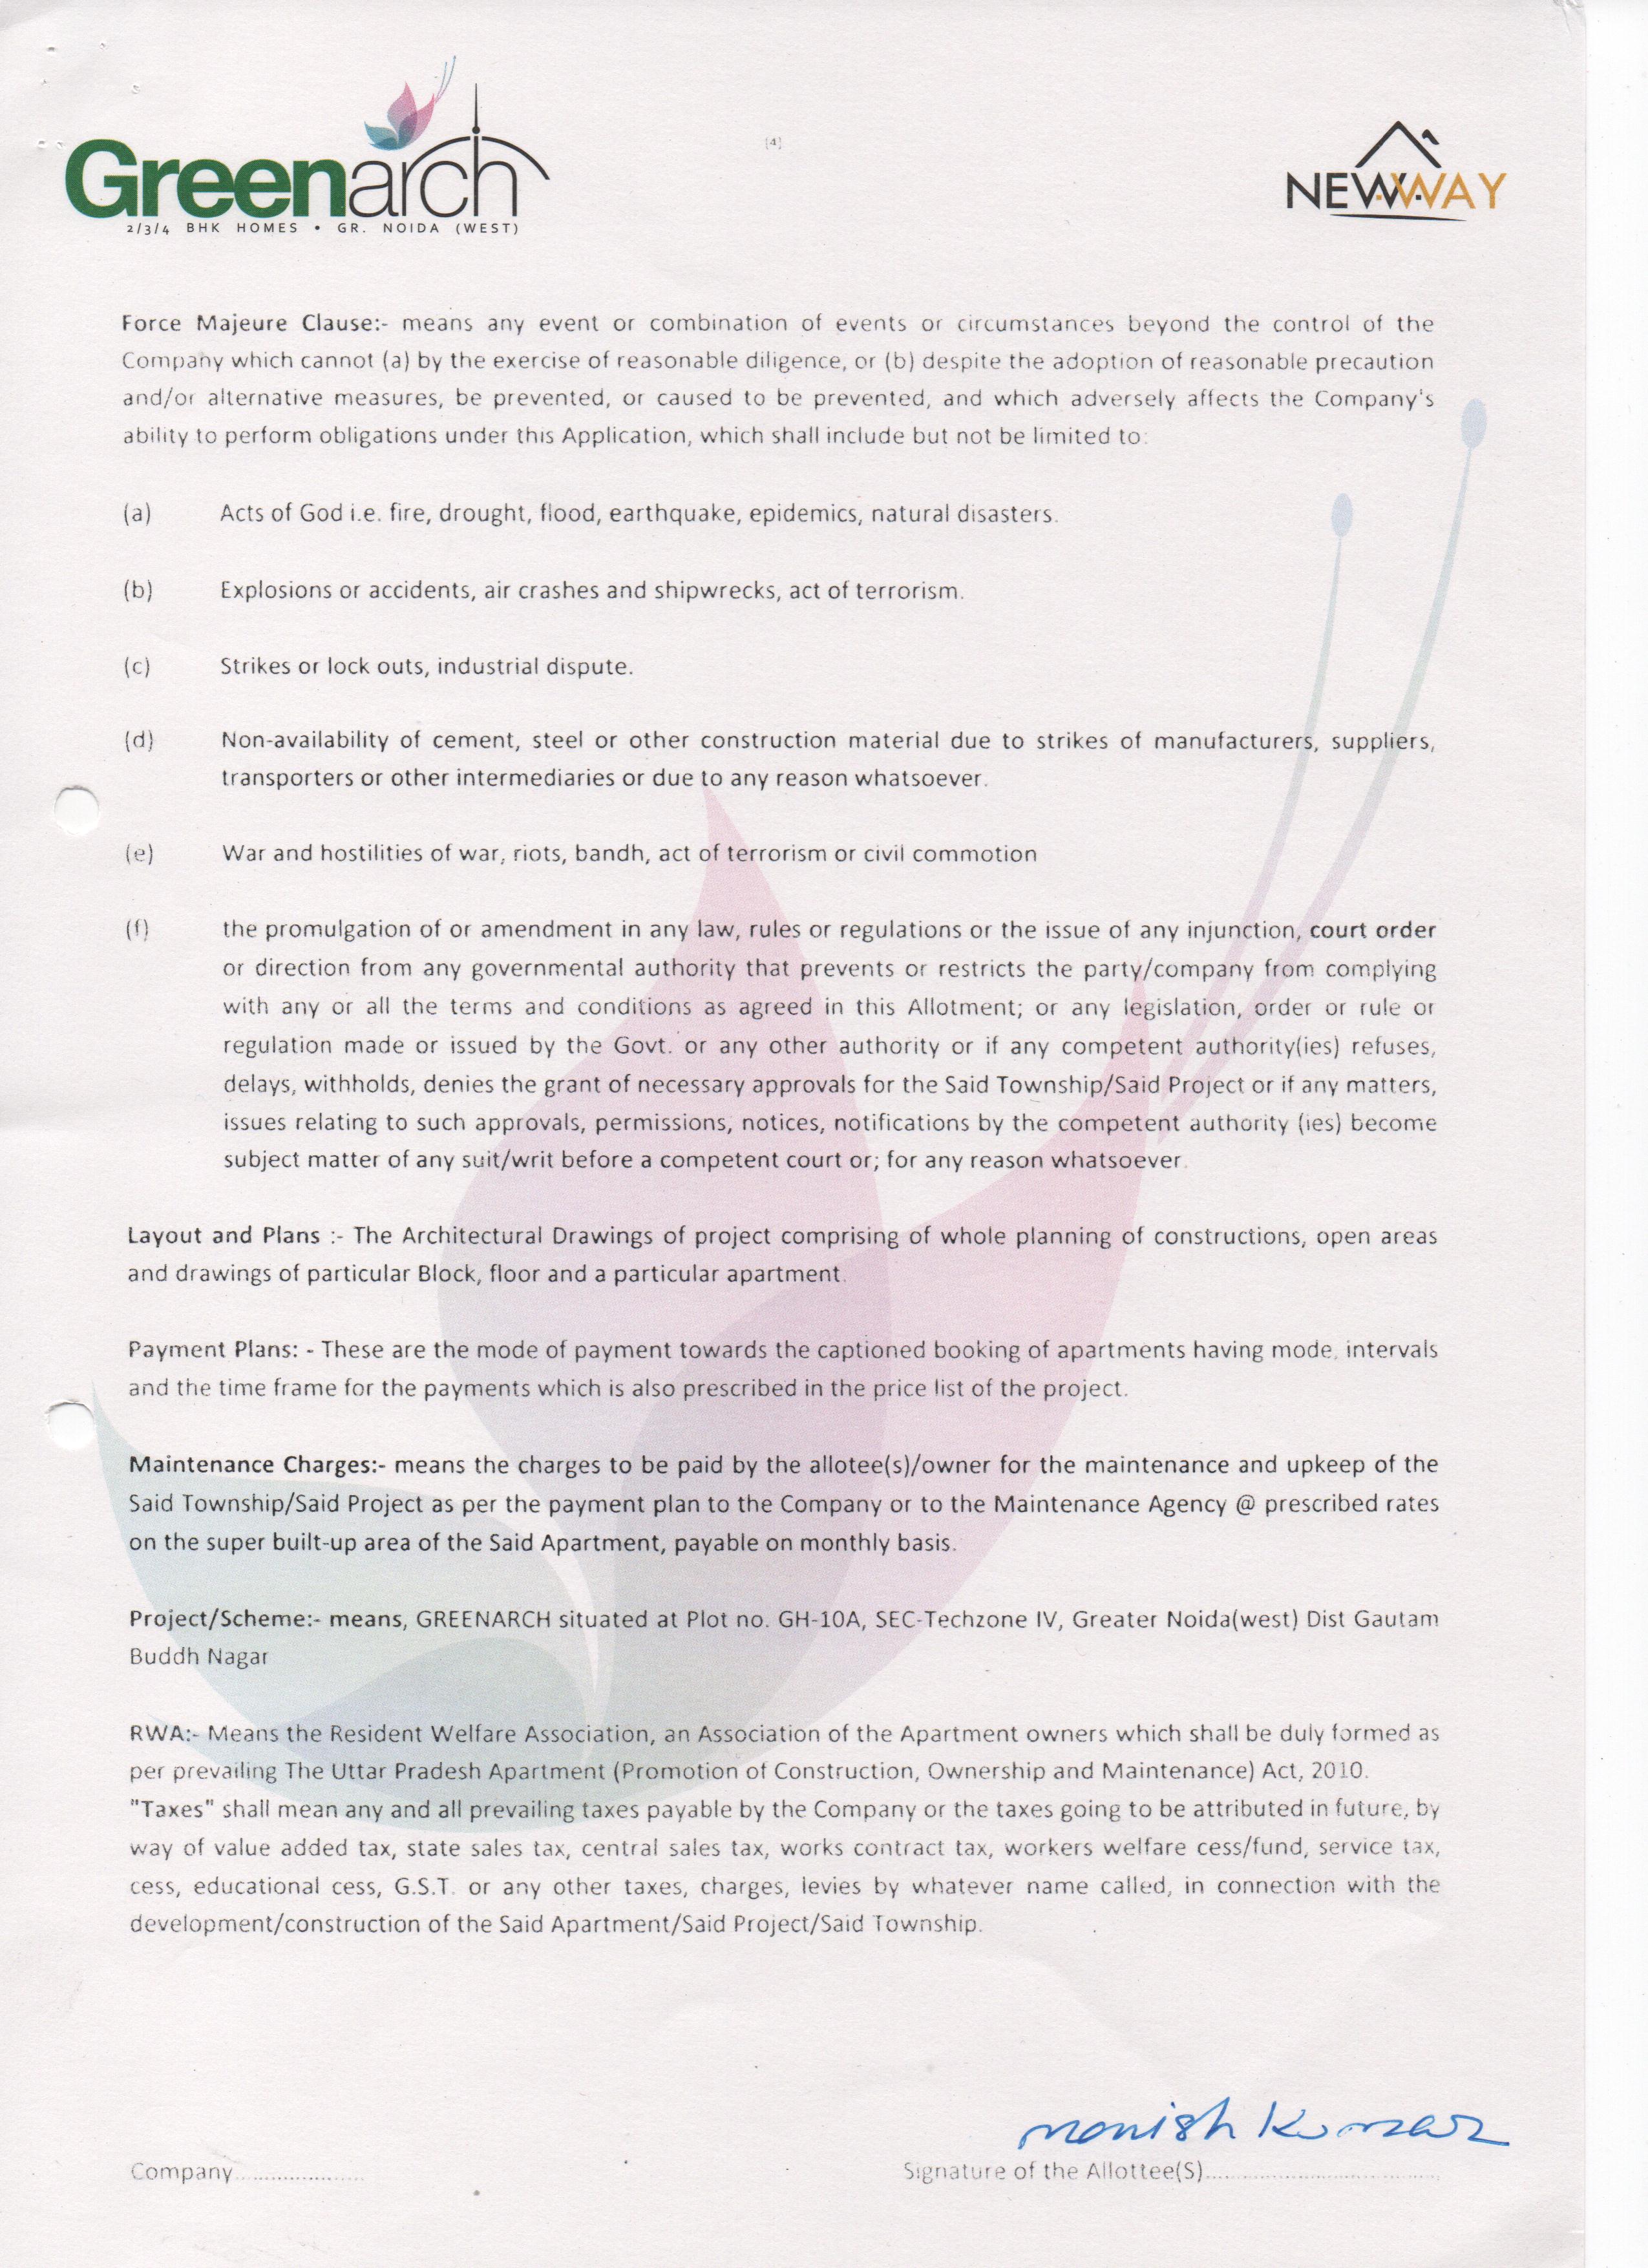 Greenarch
2/3/4 BHK HOMES • GR. NOIDA (WEST)
(4)
NEWWAY
Force Majeure Clause:- means any event or combination of events or circumstances beyond the control of the
Company which cannot (a) by the exercise of reasonable diligence, or (b) despite the adoption of reasonable precaution
and/or alternative measures, be prevented, or caused to be prevented, and which adversely affects the Company's
ability to perform obligations under this Application, which shall include but not be limited to:
(a) Acts of God i.e. fire, drought, flood, earthquake, epidemics, natural disasters.
(b) Explosions or accidents, air crashes and shipwrecks, act of terrorism.
(c) Strikes or lock outs, industrial dispute.
(d) Non-availability of cement, steel or other construction material due to strikes of manufacturers, suppliers,
transporters or other intermediaries or due to any reason whatsoever.
(e) War and hostilities of war, riots, bandh, act of terrorism or civil commotion
(f) the promulgation of or amendment in any law, rules or regulations or the issue of any injunction, court order
or direction from any governmental authority that prevents or restricts the party/company from complying
with any or all the terms and conditions as agreed in this Allotment; or any legislation, order or rule or
regulation made or issued by the Govt. or any other authority or if any competent authority(ies) refuses,
delays, withholds, denies the grant of necessary approvals for the Said Township/Said Project or if any matters,
issues relating to such approvals, permissions, notices, notifications by the competent authority (ies) become
subject matter of any suit/writ before a competent court or; for any reason whatsoever.
Layout and Plans :- The Architectural Drawings of project comprising of whole planning of constructions, open areas
and drawings of particular Block, floor and a particular apartment.
Payment Plans: - These are the mode of payment towards the captioned booking of apartments having mode, intervals
and the time frame for the payments which is also prescribed in the price list of the project.
Maintenance Charges:- means the charges to be paid by the allotee(s)/owner for the maintenance and upkeep of the
Said Township/Said Project as per the payment plan to the Company or to the Maintenance Agency @ prescribed rates
on the super built-up area of the Said Apartment, payable on monthly basis.
Project/Scheme:- means, GREENARCH situated at Plot no. GH-10A, SEC-Techzone IV, Greater Noida(west) Dist Gautam
Buddh Nagar
RWA:- Means the Resident Welfare Association, an Association of the Apartment owners which shall be duly formed as
per prevailing The Uttar Pradesh Apartment (Promotion of Construction, Ownership and Maintenance) Act, 2010.
"Taxes" shall mean any and all prevailing taxes payable by the Company or the taxes going to be attributed in future, by
way of value added tax, state sales tax, central sales tax, works contract tax, workers welfare cess/fund, service tax,
cess, educational cess, G.S.T. or any other taxes, charges, levies by whatever name called, in connection with the
development/construction of the Said Apartment/Said Project/Said Township.
monish Kumar
Company.....................
Signature of the Allottee(S).....................................